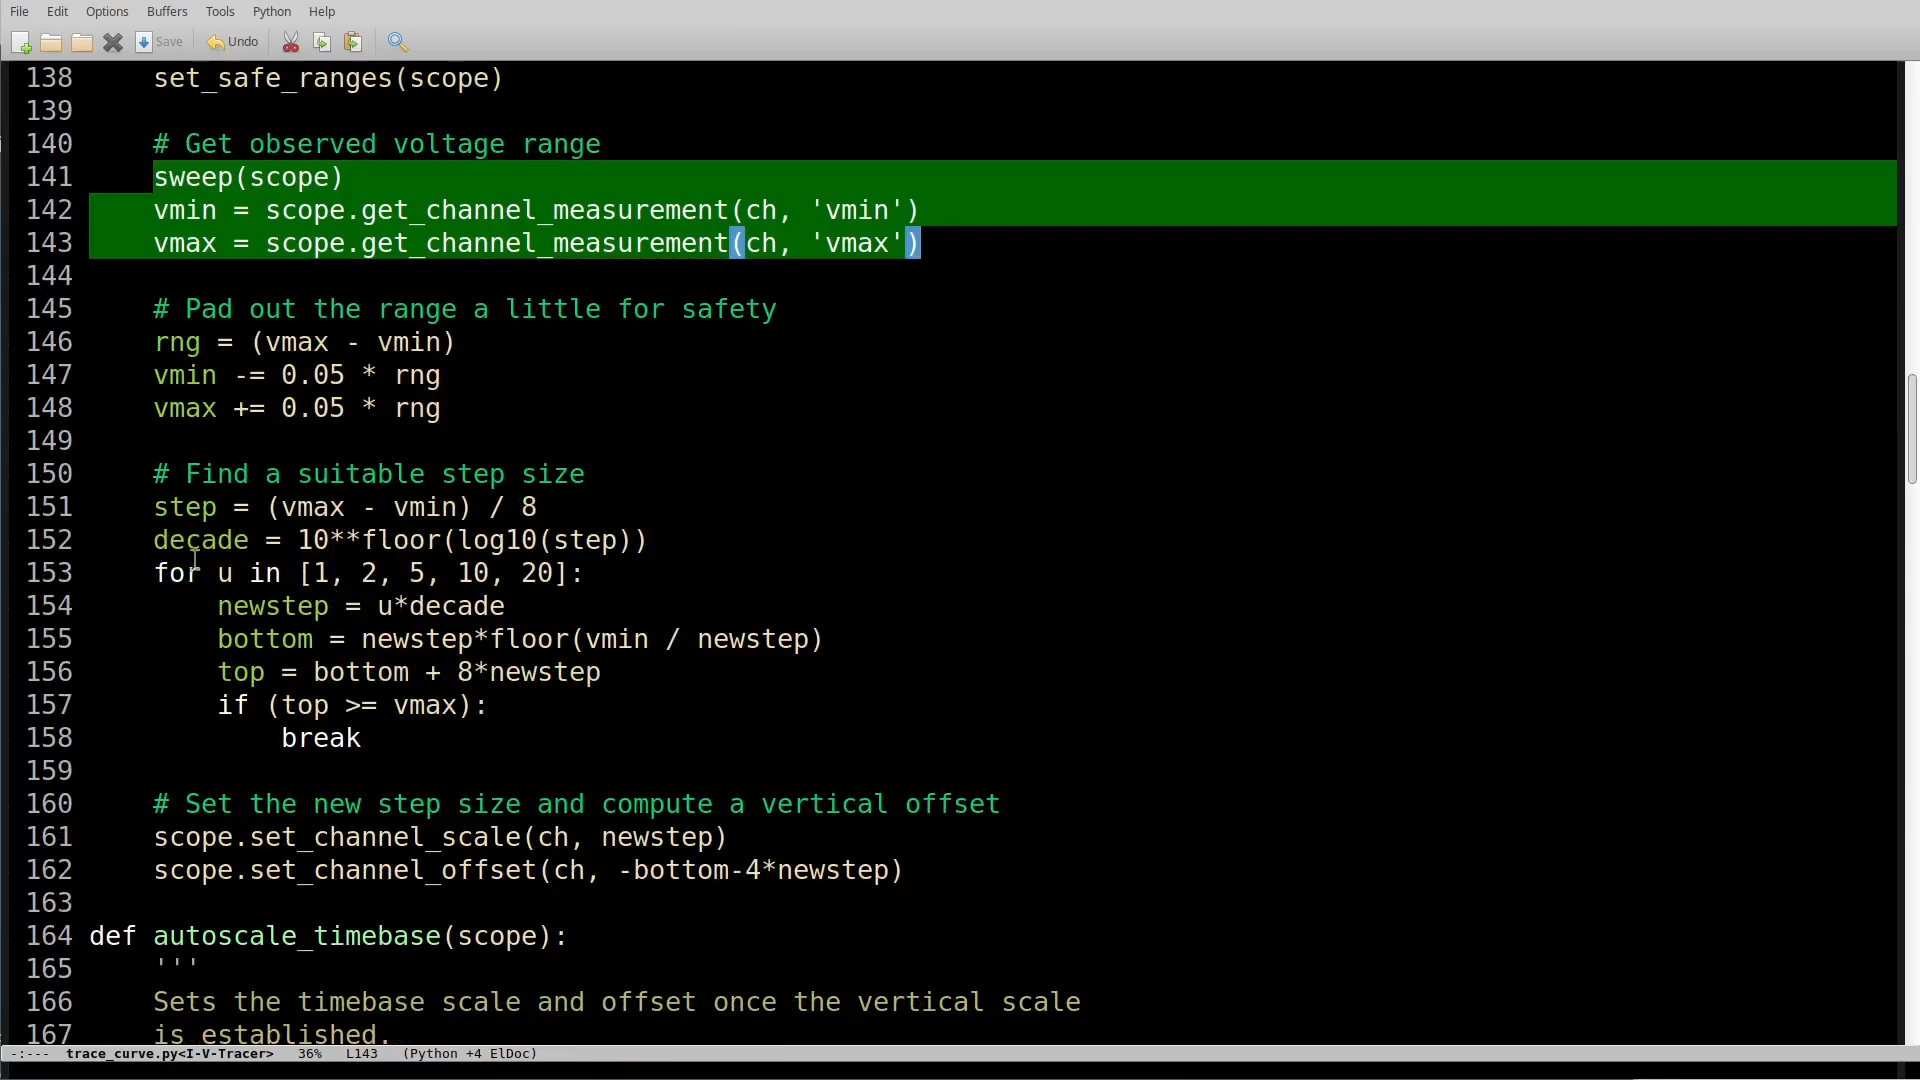 File Edit Options Buffers Tools Python Help
Save Undo
138 set_safe_ranges(scope)
139
140 # Get observed voltage range
141 sweep(scope)
142 vmin = scope.get_channel_measurement(ch, 'vmin')
143 vmax = scope.get_channel_measurement(ch, 'vmax')
144
145 # Pad out the range a little for safety
146 rng = (vmax - vmin)
147 vmin -= 0.05 * rng
148 vmax += 0.05 * rng
149
150 # Find a suitable step size
151 step = (vmax - vmin) / 8
152 decade = 10**floor(log10(step))
153 for u in [1, 2, 5, 10, 20]:
154 newstep = u*decade
155 bottom = newstep*floor(vmin / newstep)
156 top = bottom + 8*newstep
157 if (top >= vmax):
158 break
159
160 # Set the new step size and compute a vertical offset
161 scope.set_channel_scale(ch, newstep)
162 scope.set_channel_offset(ch, -bottom-4*newstep)
163
164 def autoscale_timebase(scope):
165 '''
166 Sets the timebase scale and offset once the vertical scale
167 is established.
-:--- trace_curve.py<I-V-Tracer> 36% L143 (Python +4 ElDoc)